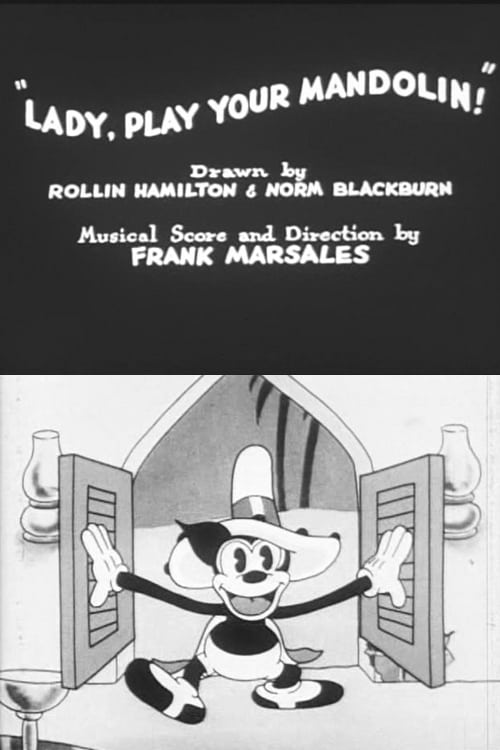 "LADY, PLAY YOUR MANDOLIN!"
Drawn by
ROLLIN HAMILTON & NORM BLACKBURN
Musical Score and Direction by
FRANK MARSALES